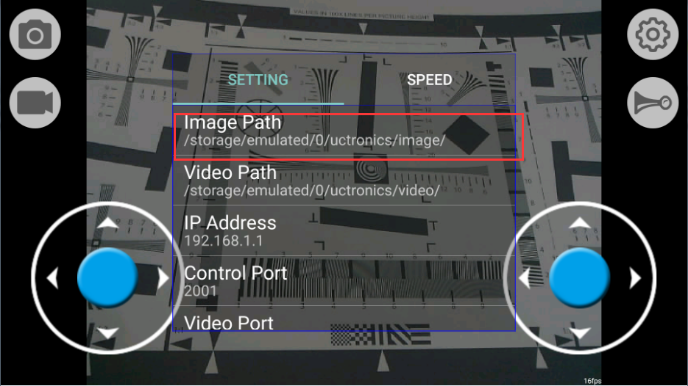 SETTING
SPEED
Image Path
/storage/emulated/0/uctronics/image/
Video Path
/storage/emulated/0/uctronics/video/
IP Address
192.168.1.1
Control Port
2001
Video Port
16fps